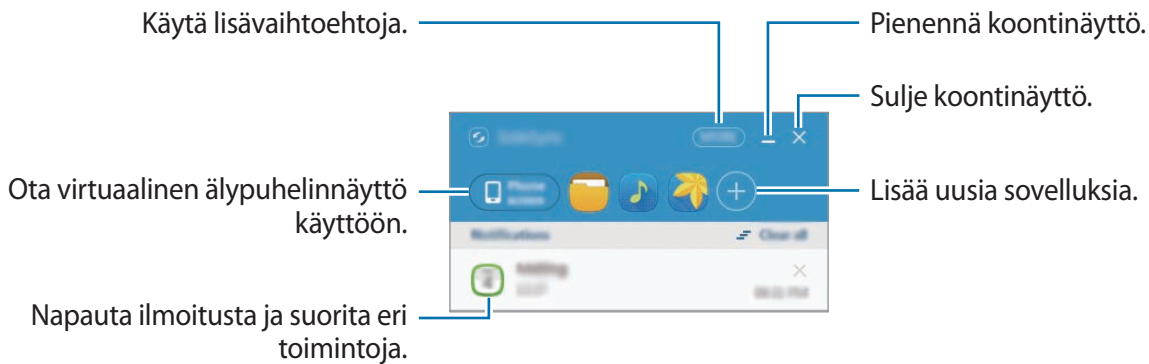 Käytä lisävaihtoehtoja.
Pienennä koontinäyttö.
Sulje koontinäyttö.
Ota virtuaalinen älypuhelinnäyttö
käyttöön.
Lisää uusia sovelluksia.
Napauta ilmoitusta ja suorita eri
toimintoja.